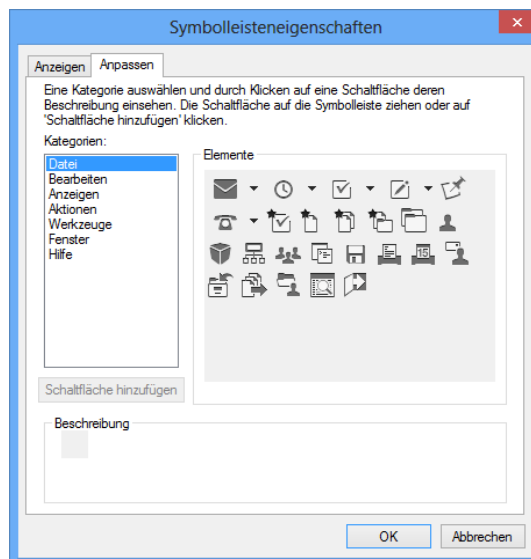 Symbolleisteneigenschaften
Anzeigen
Anpassen
Eine Kategorie auswählen und durch Klicken auf eine Schaltfläche deren
Beschreibung einsehen. Die Schaltfläche auf die Symbolleiste ziehen oder auf
'Schaltfläche hinzufügen' klicken.
Kategorien:
Elemente
Datei
Bearbeiten
Anzeigen
Aktionen
Werkzeuge
Fenster
Hilfe
15
Schaltfläche hinzufügen
Beschreibung
OK
Abbrechen